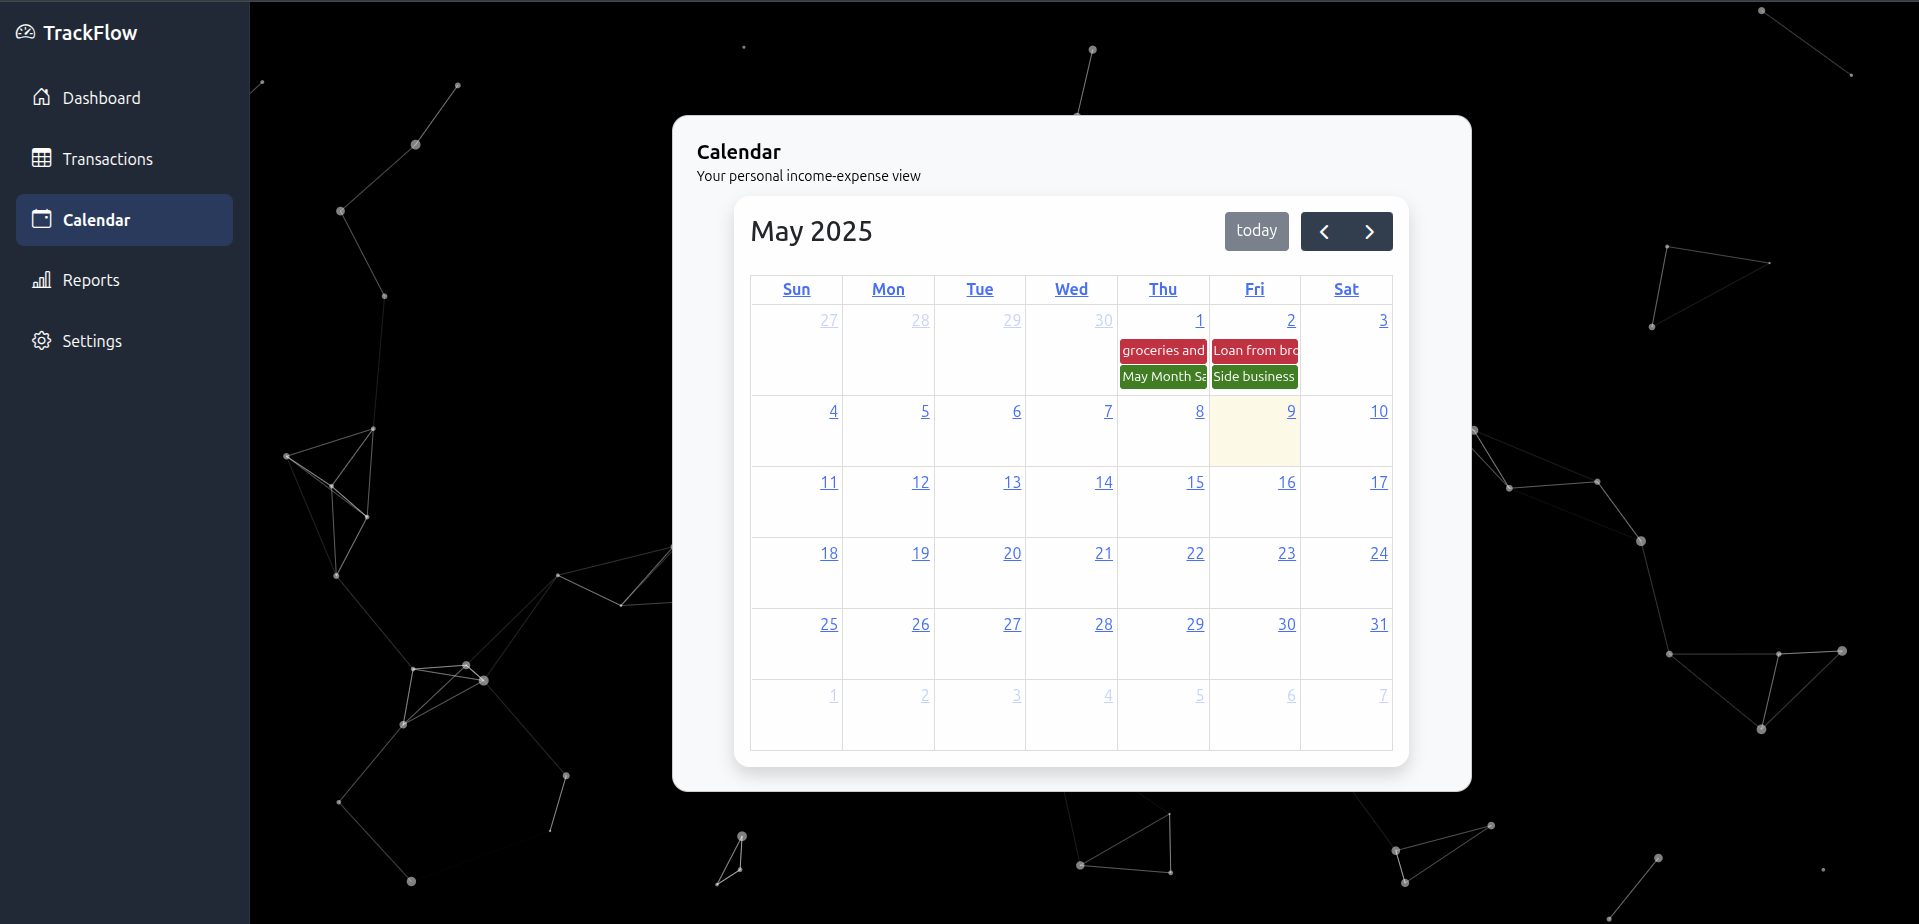 TrackFlow
Dashboard
Transactions
Calendar
Reports
Settings
Calendar
Your personal income-expense view
May 2025
today
Sun Mon Tue Wed Thu Fri Sat
27 28 29 30 1 2 3
groceries and Loan from bro
May Month Sa Side business
4 5 6 7 8 9 10
11 12 13 14 15 16 17
18 19 20 21 22 23 24
25 26 27 28 29 30 31
1 2 3 4 5 6 7